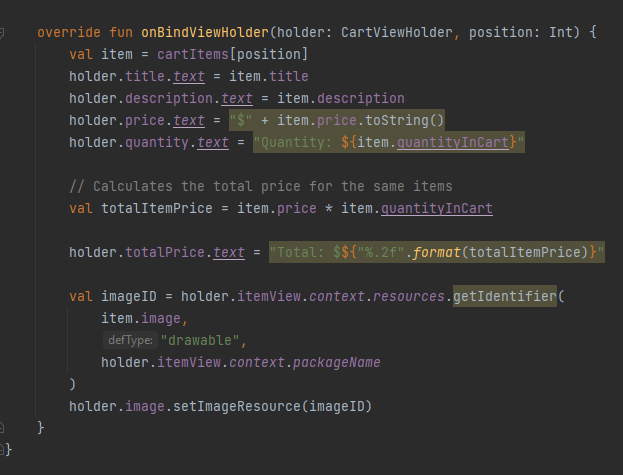 override fun onBindViewHolder(holder: CartViewHolder, position: Int) {
val item = cartItems[position]
holder.title.text = item.title
holder.description.text = item.description
holder.price.text = "$" + item.price.toString()
holder.quantity.text = "Quantity: ${item.quantityInCart}"
// Calculates the total price for the same items
val totalItemPrice = item.price * item.quantityInCart
holder.totalPrice.text = "Total: $${"%.2f".format(totalItemPrice)}"
val imageID = holder.itemView.context.resources.getIdentifier(
item.image,
defType: "drawable",
holder.itemView.context.packageName
)
holder.image.setImageResource(imageID)
}
}